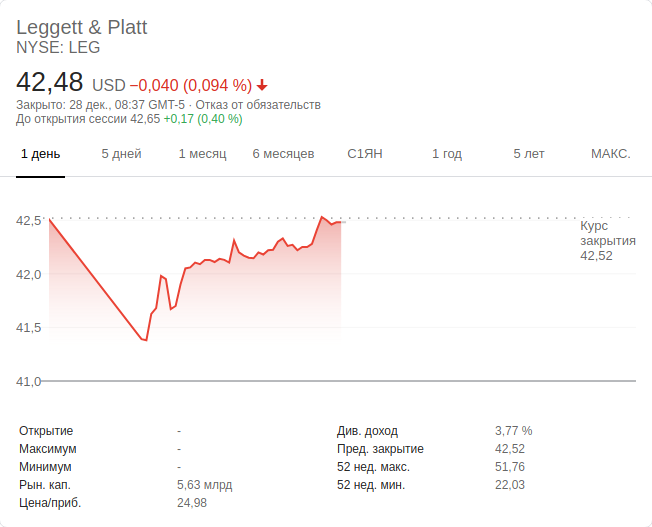 Leggett & Platt
NYSE: LEG
42,48 USD −0,040 (0,094 %)
Закрыто: 28 дек., 08:37 GMT-5 · Отказ от обязательств
До открытия сессии 42,65 +0,17 (0,40 %)
1 день 5 дней 1 месяц 6 месяцев С1ЯН 1 год 5 лет МАКС.
42,5
42,0
41,5
41,0
Курс
закрытия
42,52
Открытие - Див. доход 3,77 %
Максимум - Пред. закрытие 42,52
Минимум - 52 нед. макс. 51,76
Рын. кап. 5,63 млрд 52 нед. мин. 22,03
Цена/приб. 24,98